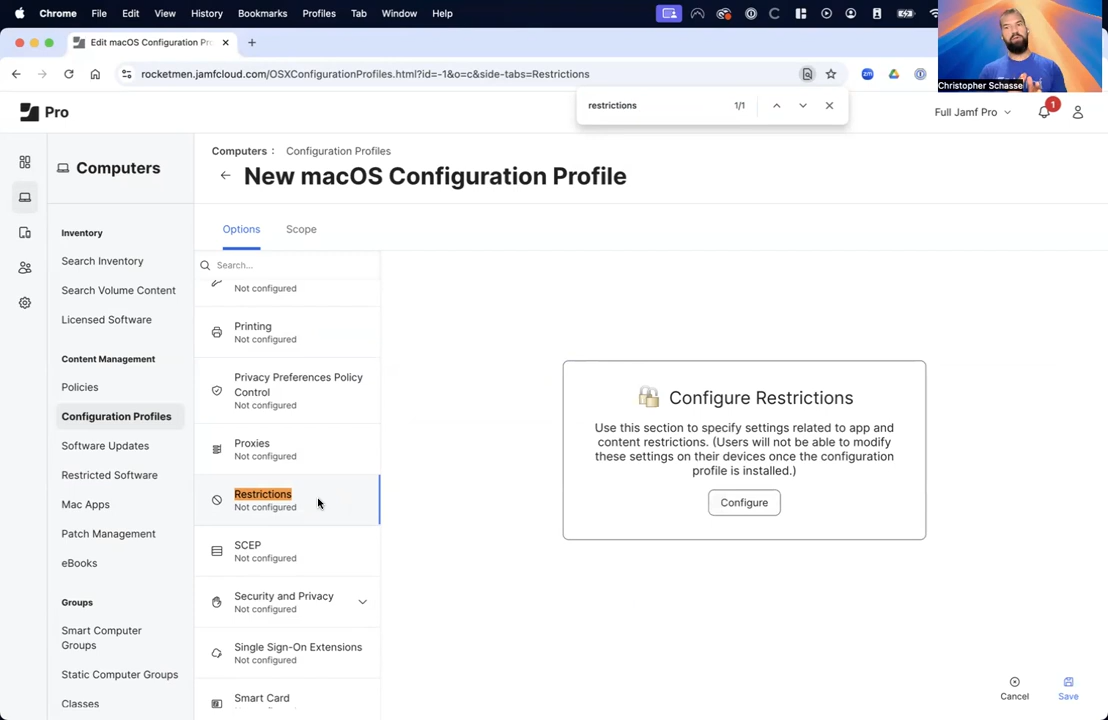 Chrome File Edit View History Bookmarks Profiles Tab Window Help
Edit macOS Configuration Pro
rocketmen.jamfcloud.com/OSXConfigurationProfiles.html?id=-1&o=c&side-tabs=Restrictions
zm
Christopher Schasse
restrictions 1/1
Pro
Full Jamf Pro
1
Computers
Computers : Configuration Profiles
New macOS Configuration Profile
Options Scope
Inventory
Search Inventory
Search Volume Content
Licensed Software
Content Management
Policies
Configuration Profiles
Software Updates
Restricted Software
Mac Apps
Patch Management
eBooks
Groups
Smart Computer
Groups
Static Computer Groups
Classes
Search...
Not configured
Printing
Not configured
Privacy Preferences Policy
Control
Not configured
Proxies
Not configured
Restrictions
Not configured
SCEP
Not configured
Security and Privacy
Not configured
Single Sign-On Extensions
Not configured
Smart Card
Configure Restrictions
Use this section to specify settings related to app and
content restrictions. (Users will not be able to modify
these settings on their devices once the configuration
profile is installed.)
Configure
Cancel Save